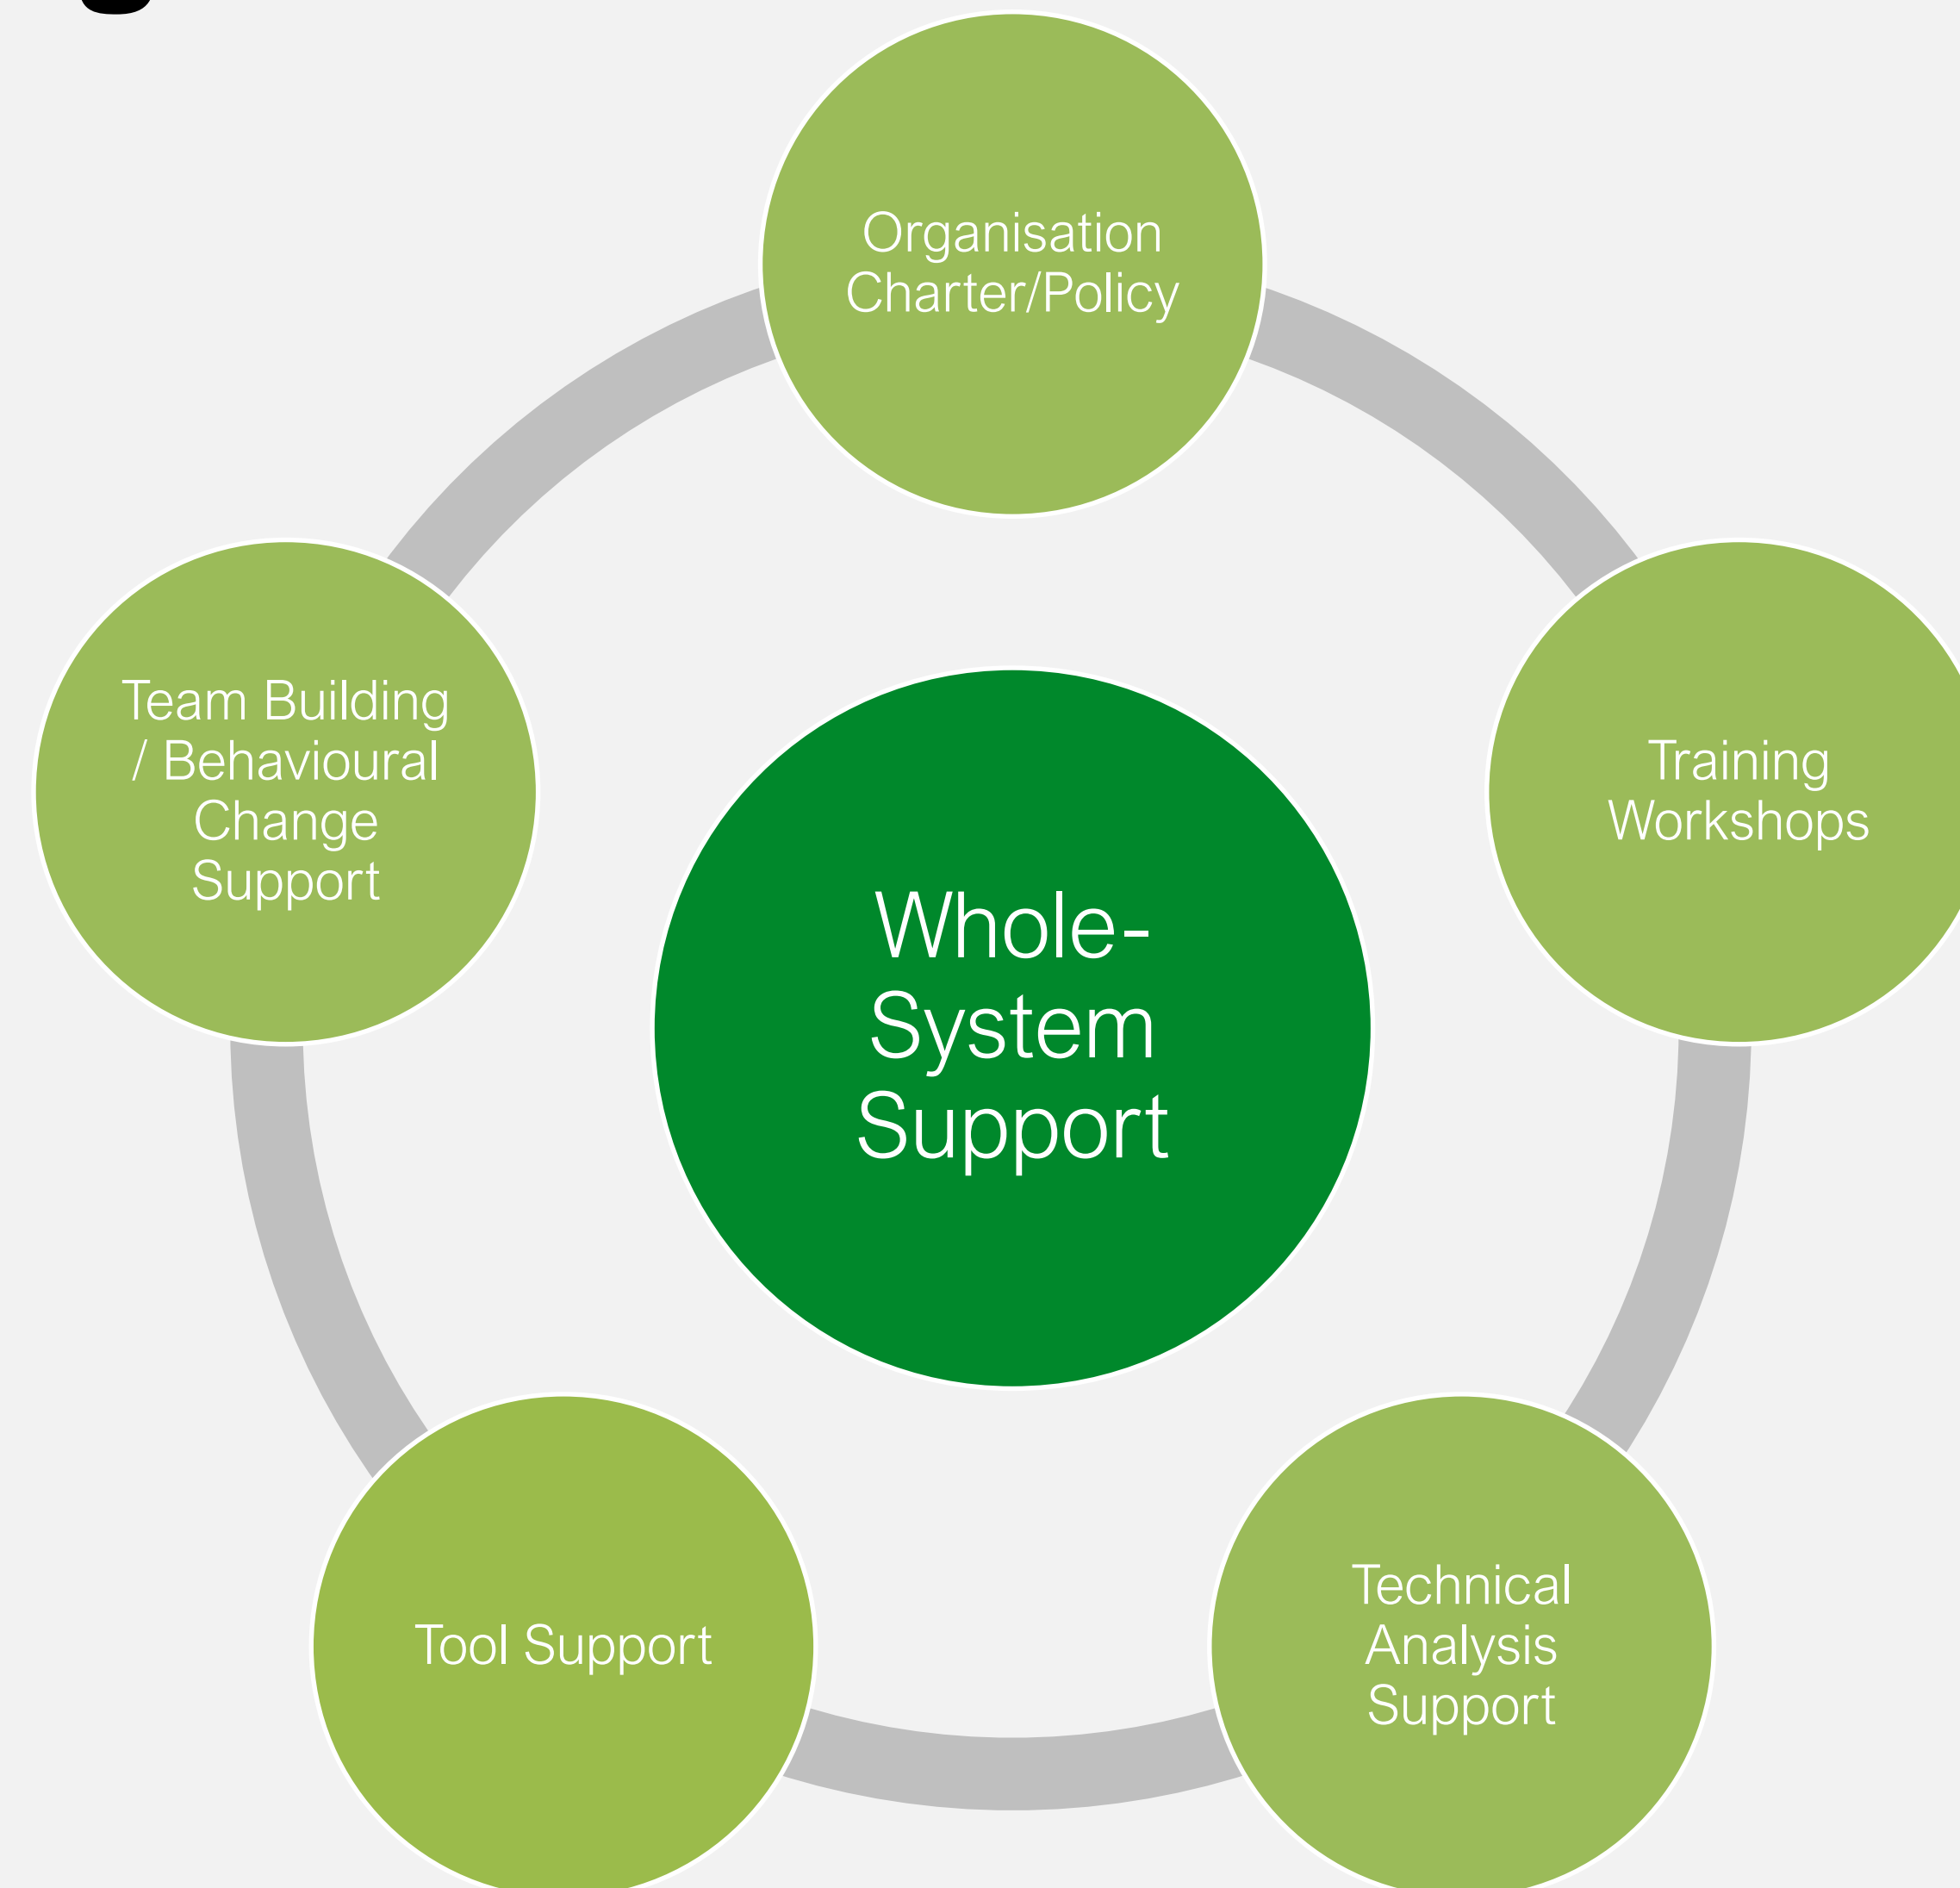 Organisation
Charter/Policy
Team Building
/ Behavioural
Change
Support
Training
Workshops
Whole-
System
Support
Tool Support
Technical
Analysis
Support